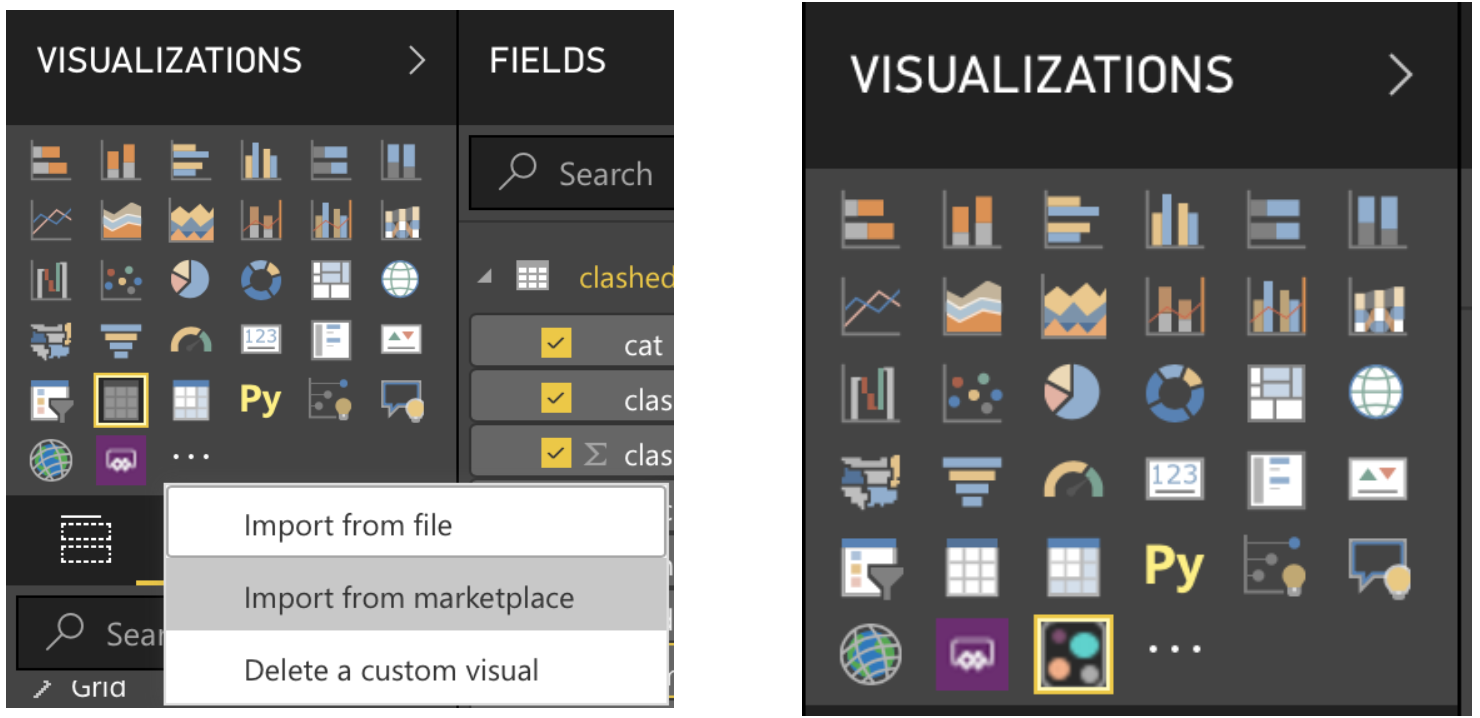 VISUALIZATIONS
FIELDS
Search
clashed
cat
123
clas
Py
clas
Import from file
Import from marketplace
Delete a custom visual
Sear
Grid
VISUALIZATIONS
123
Py